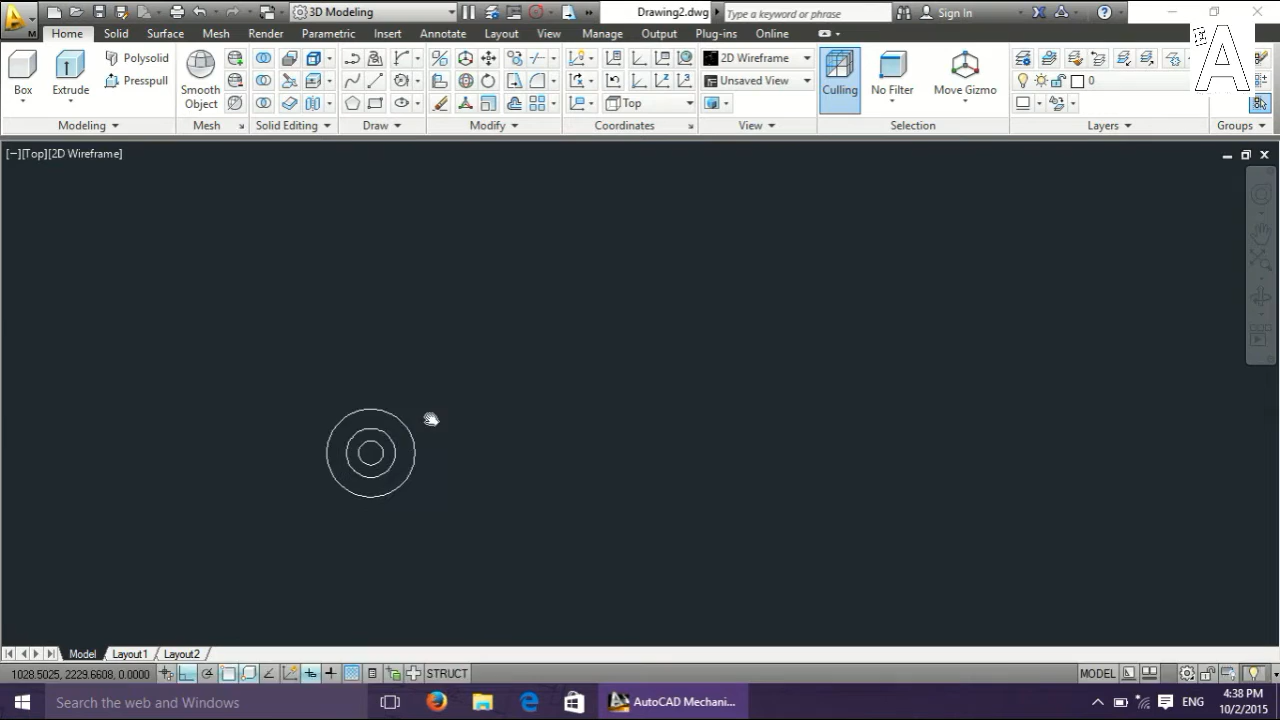 3D Modeling
Drawing2.dwg
Type a keyword or phrase
Sign In
M
Home
Solid
Surface
Mesh
Render
Parametric
Insert
Annotate
Layout
View
Manage
Output
Plug-ins
Online
A
Box
Extrude
Polysolid
Presspull
Smooth
Object
2D Wireframe
Unsaved View
Top
Culling
No Filter
Move Gizmo
0
Modeling
Mesh
Solid Editing
Draw
Modify
Coordinates
View
Selection
Layers
Groups
[−][Top][2D Wireframe]
Model
Layout1
Layout2
1028.5025, 2229.6608, 0.0000
STRUCT
MODEL
Search the web and Windows
AutoCAD Mechani...
ENG
4:38 PM
10/2/2015